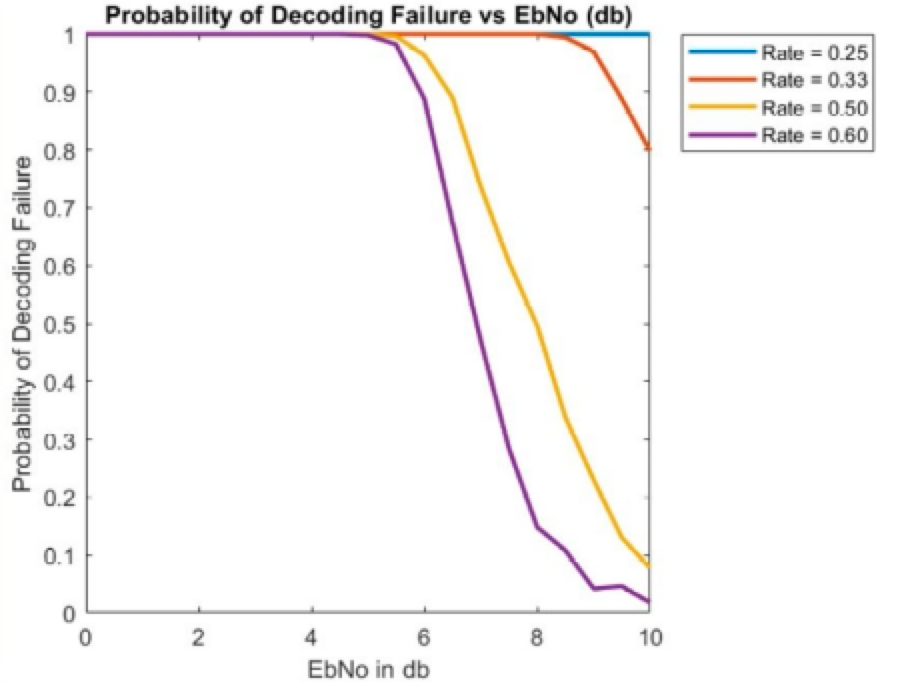 Probability of Decoding Failure vs EbNo (db)
Rate = 0.25
Rate = 0.33
Rate = 0.50
Rate = 0.60
Probability of Decoding Failure
1
0.9
0.8
0.7
0.6
0.5
0.4
0.3
0.2
0.1
0
0 2 4 6 8 10
EbNo in db